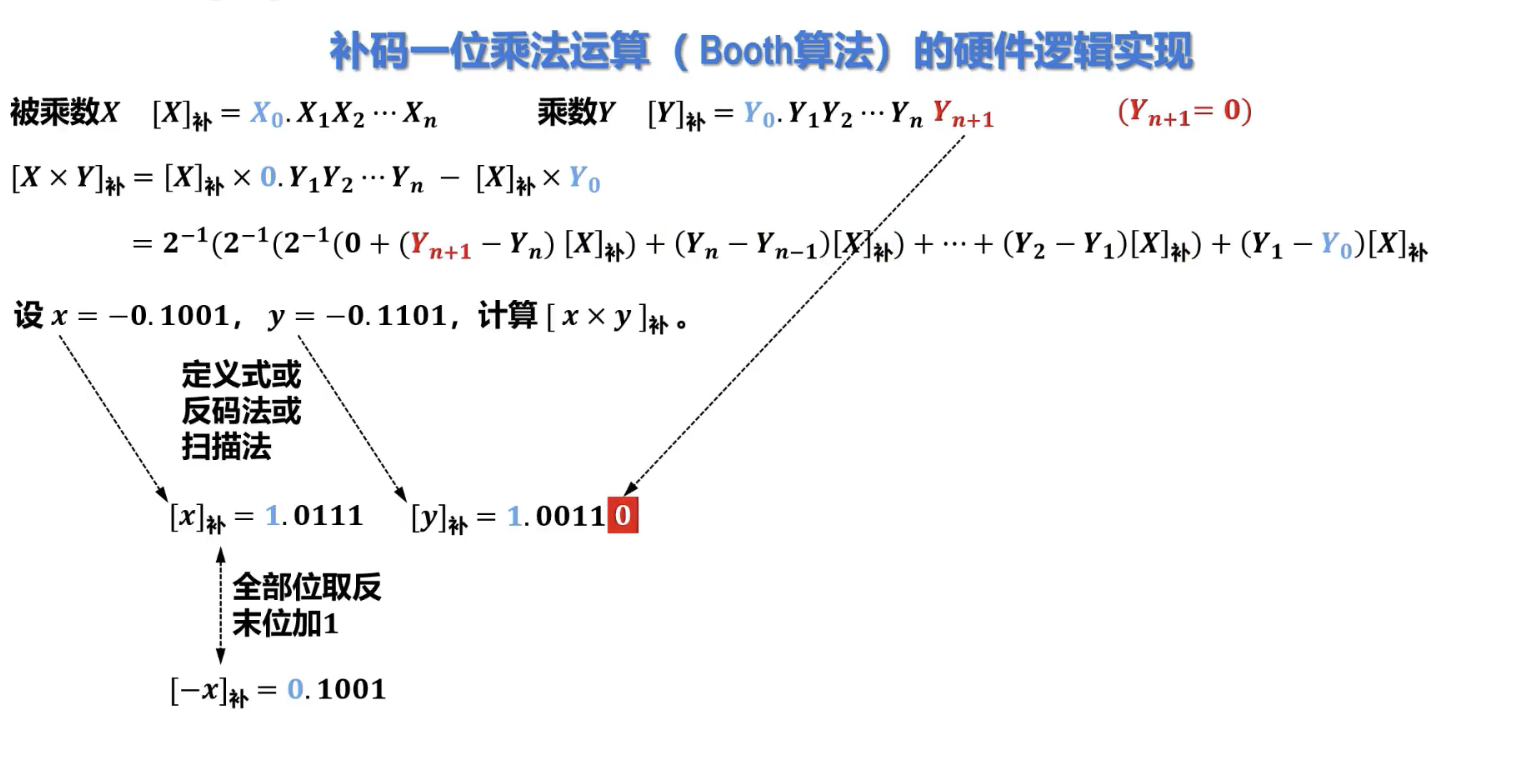 补码一位乘法运算（Booth算法）的硬件逻辑实现
被乘数X [X]补 = X₀.X₁X₂⋯Xₙ 乘数Y [Y]补 = Y₀.Y₁Y₂⋯Yₙ Yₙ₊₁ (Yₙ₊₁= 0)
[X × Y]补 = [X]补 × 0.Y₁Y₂⋯Yₙ − [X]补 × Y₀
= 2⁻¹(2⁻¹(2⁻¹(0 + (Yₙ₊₁ − Yₙ) [X]补) + (Yₙ − Yₙ₋₁)[X]补) + ⋯ + (Y₂ − Y₁)[X]补) + (Y₁ − Y₀)[X]补
设 x = −0.1001， y = −0.1101，计算 [ x × y ]补 。
定义式或
反码法或
扫描法
[x]补 = 1.0111 [y]补 = 1.0011 0
全部位取反
末位加1
[−x]补 = 0.1001